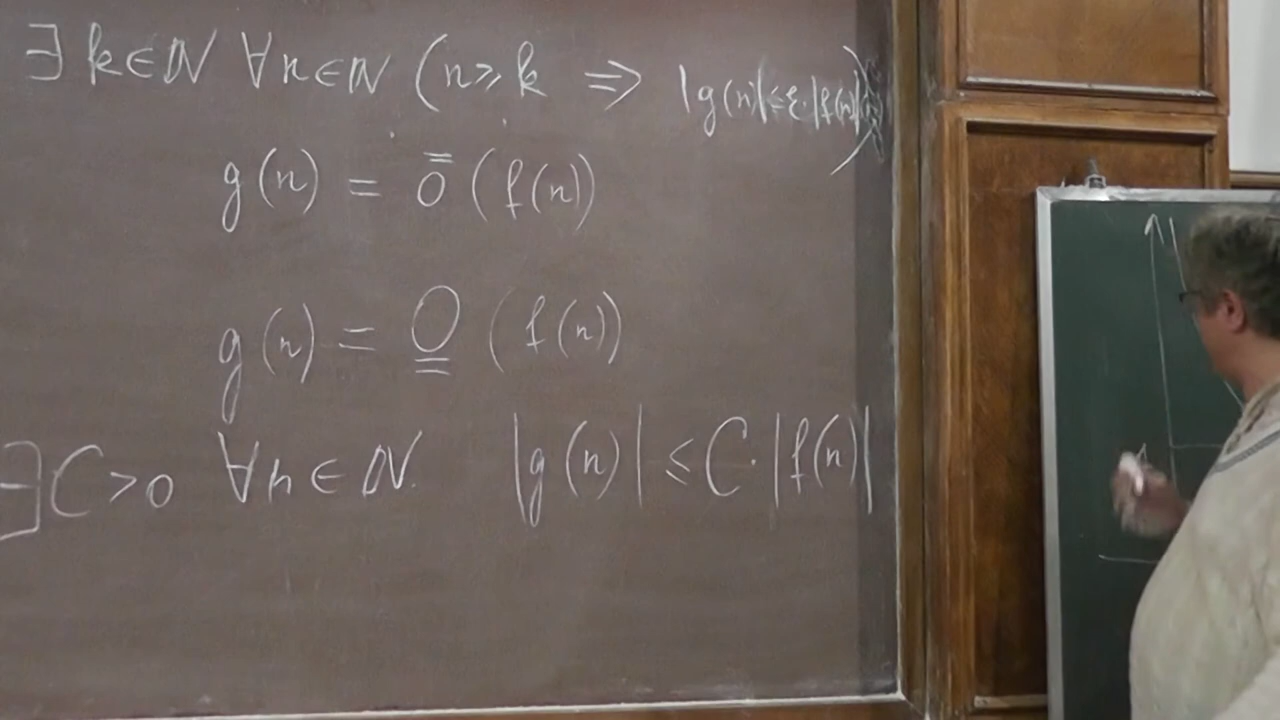 ∃ k ∈ ℕ ∀n ∈ ℕ (n ⩾ k ⇒ |g(n)| ⩽ ε·|f(n)|)
g(n) = o̿ (f(n))
g(n) = O̳ (f(n))
∃ C > 0 ∀n ∈ ℕ. |g(n)| ⩽ C·|f(n)|